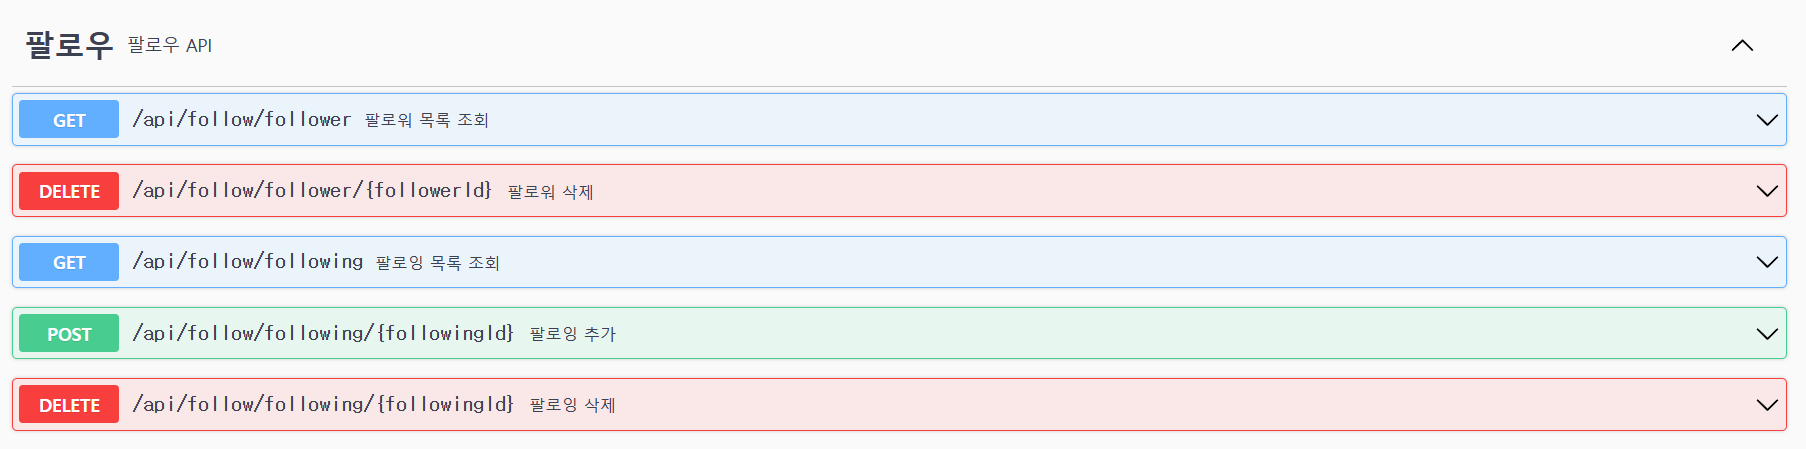 팔로우 팔로우 API
GET /api/follow/follower 팔로워 목록 조회
DELETE /api/follow/follower/{followerId} 팔로워 삭제
GET /api/follow/following 팔로잉 목록 조회
POST /api/follow/following/{followingId} 팔로잉 추가
DELETE /api/follow/following/{followingId} 팔로잉 삭제